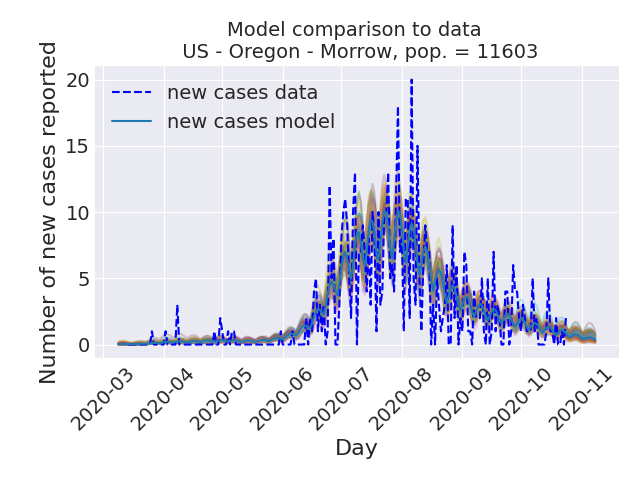 Model comparison to data
US - Oregon - Morrow, pop. = 11603
Number of new cases reported
20
15
10
5
0
new cases data
new cases model
2020-03
2020-04
2020-05
2020-06
2020-07
2020-08
2020-09
2020-10
2020-11
Day